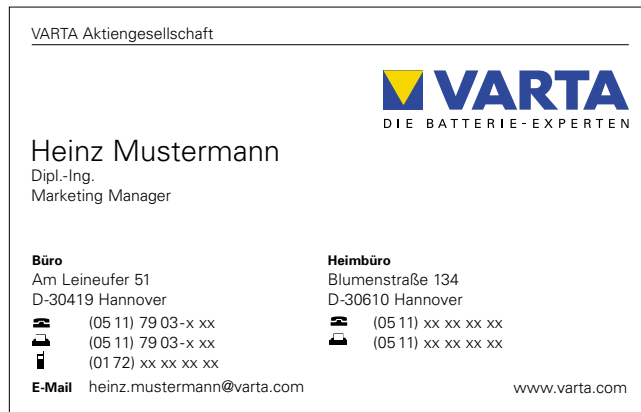 VARTA Aktiengesellschaft
VARTA
DIE BATTERIE-EXPERTEN
Heinz Mustermann
Dipl.-Ing.
Marketing Manager
Büro
Am Leineufer 51
D-30419 Hannover
(05 11) 79 03-x xx
(05 11) 79 03-x xx
(01 72) xx xx xx xx
E-Mail heinz.mustermann@varta.com
Heimbüro
Blumenstraße 134
D-30610 Hannover
(05 11) xx xx xx xx
(05 11) xx xx xx xx
www.varta.com